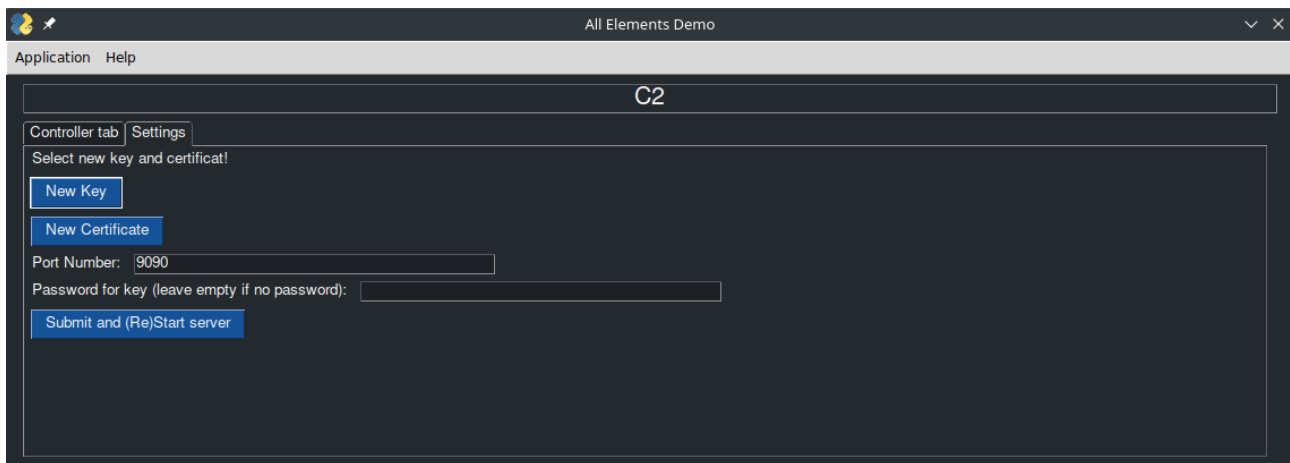 All Elements Demo
Application Help
C2
Controller tab Settings
Select new key and certificat!
New Key
New Certificate
Port Number: 9090
Password for key (leave empty if no password):
Submit and (Re)Start server